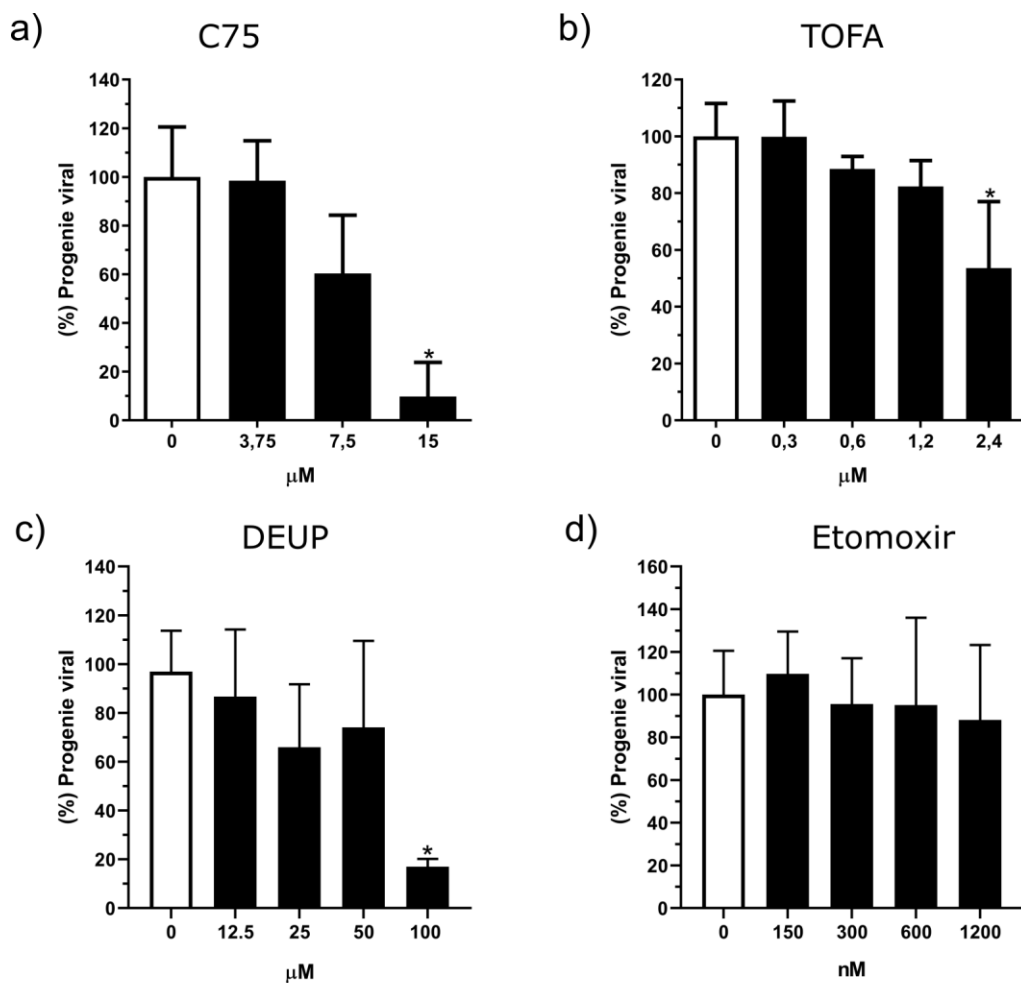 a) C75
(%) Progenie viral
140
120
100
80
60
40
20
0
*
0 3,75 7,5 15
µM
b) TOFA
(%) Progenie viral
120
100
80
60
40
20
0
*
0 0,3 0,6 1,2 2,4
µM
c) DEUP
(%) Progenie viral
140
120
100
80
60
40
20
0
*
0 12.5 25 50 100
µM
d) Etomoxir
(%) Progenie viral
160
140
120
100
80
60
40
20
0
0 150 300 600 1200
nM